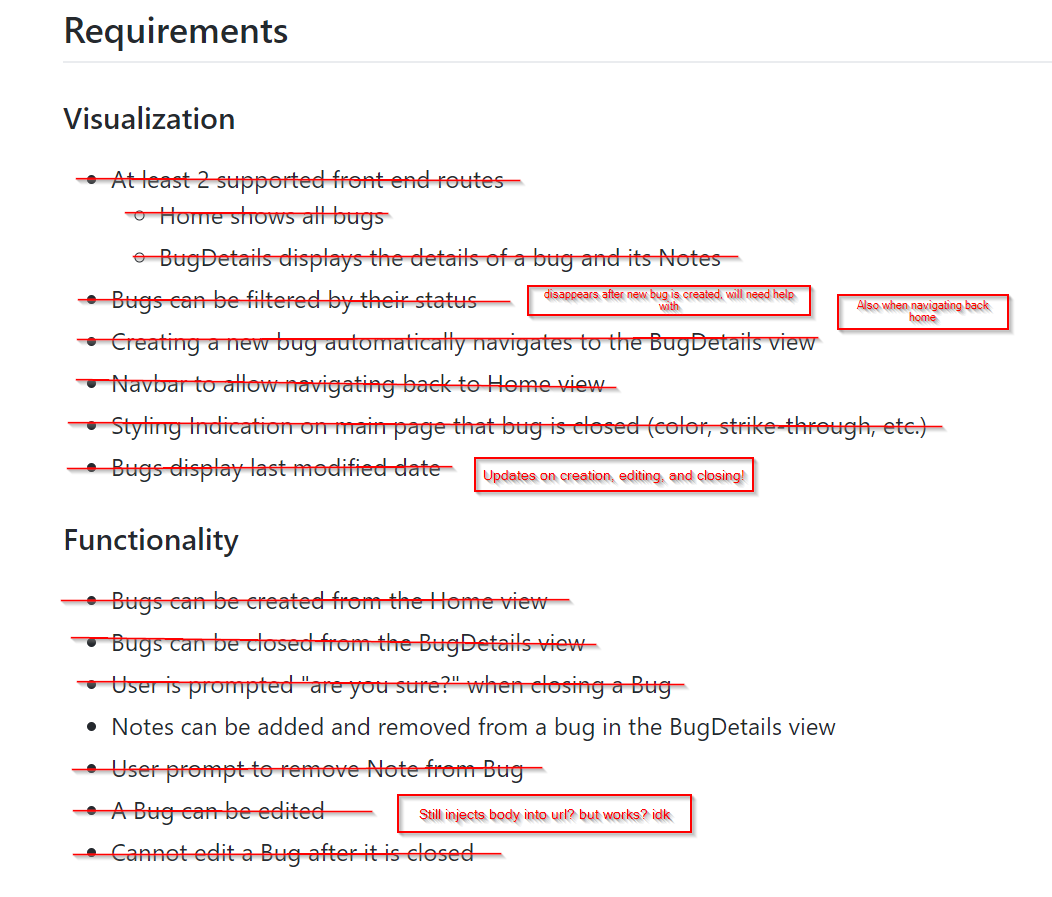 Requirements
Visualization
At least 2 supported front end routes
Home shows all bugs
BugDetails displays the details of a bug and its Notes
Bugs can be filtered by their status
disappears after new bug is created, will need help
with
Also when navigating back
home
Creating a new bug automatically navigates to the BugDetails view
Navbar to allow navigating back to Home view
Styling Indication on main page that bug is closed (color, strike-through, etc.)
Bugs display last modified date
Updates on creation, editing, and closing!
Functionality
Bugs can be created from the Home view
Bugs can be closed from the BugDetails view
User is prompted "are you sure?" when closing a Bug
Notes can be added and removed from a bug in the BugDetails view
User prompt to remove Note from Bug
A Bug can be edited
Still injects body into url? but works? idk
Cannot edit a Bug after it is closed